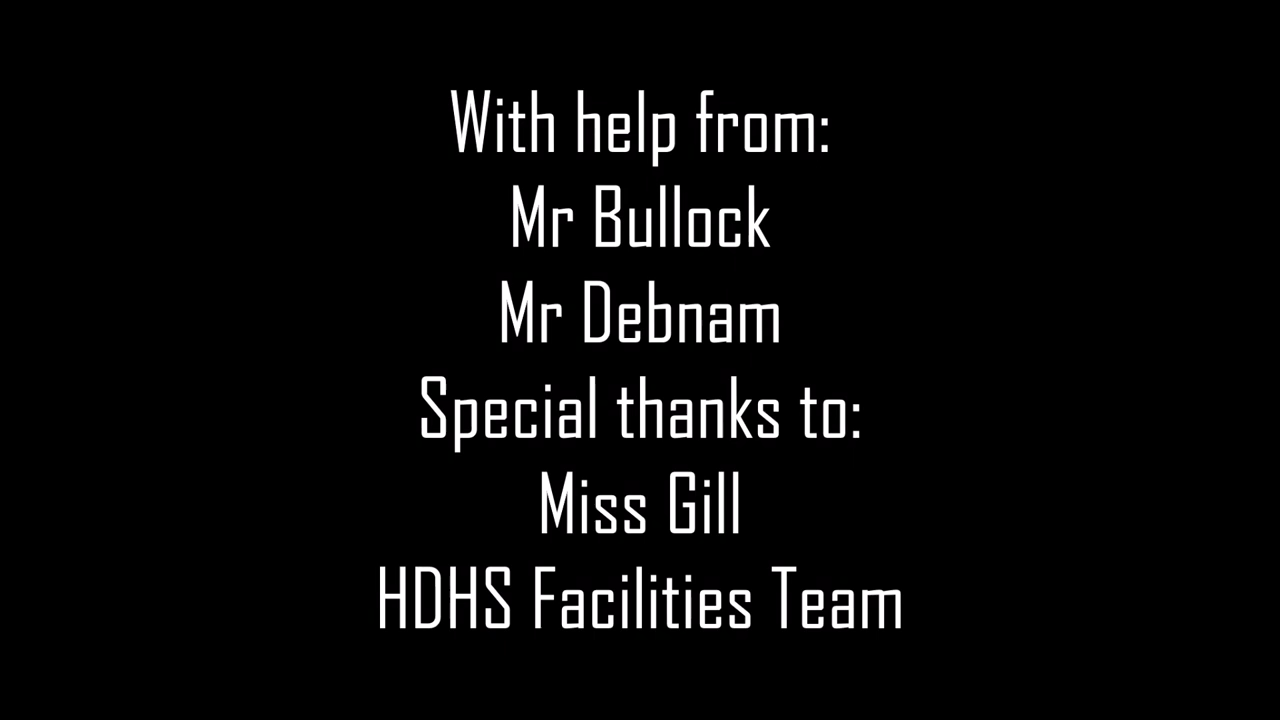 With help from:
Mr Bullock
Mr Debnam
Special thanks to:
Miss Gill
HDHS Facilities Team